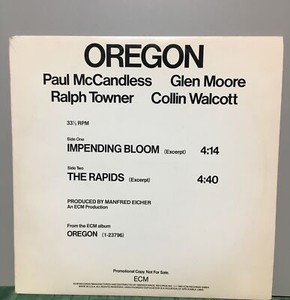 OREGON
Paul McCandless Glen Moore
Ralph Towner Collin Walcott
33⅓ RPM
Side One
IMPENDING BLOOM (Excerpt) 4:14
Side Two
THE RAPIDS (Excerpt) 4:40
PRODUCED BY MANFRED EICHER
An ECM Production
From the ECM album
OREGON (1-23796)
Promotional Copy. Not For Sale.
ECM